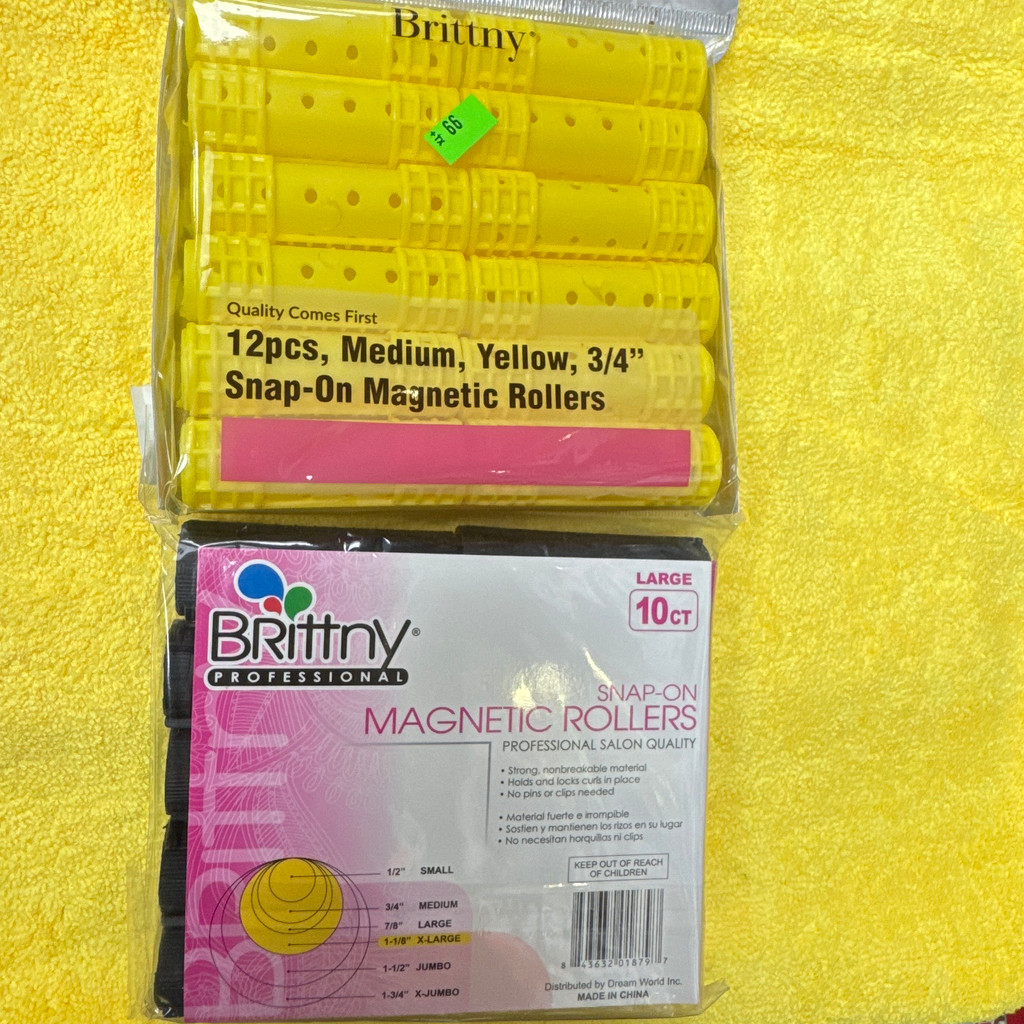 Brittny
99
+TX
Quality Comes First
12pcs, Medium, Yellow, 3/4”
Snap-On Magnetic Rollers
LARGE
10CT
BRittny®
PROFESSIONAL
SNAP-ON
MAGNETIC ROLLERS
PROFESSIONAL SALON QUALITY
• Strong, nonbreakable material
• Holds and locks curls in place
• No pins or clips needed
• Material fuerte e irrompible
• Sostien y mantienen los rizos en su lugar
• No necesitan horquillas ni clips
KEEP OUT OF REACH
OF CHILDREN
1/2" SMALL
3/4" MEDIUM
7/8" LARGE
1-1/8" X-LARGE
1-1/2" JUMBO
1-3/4" X-JUMBO
8 43632 01879 7
Distributed by Dream World Inc.
MADE IN CHINA